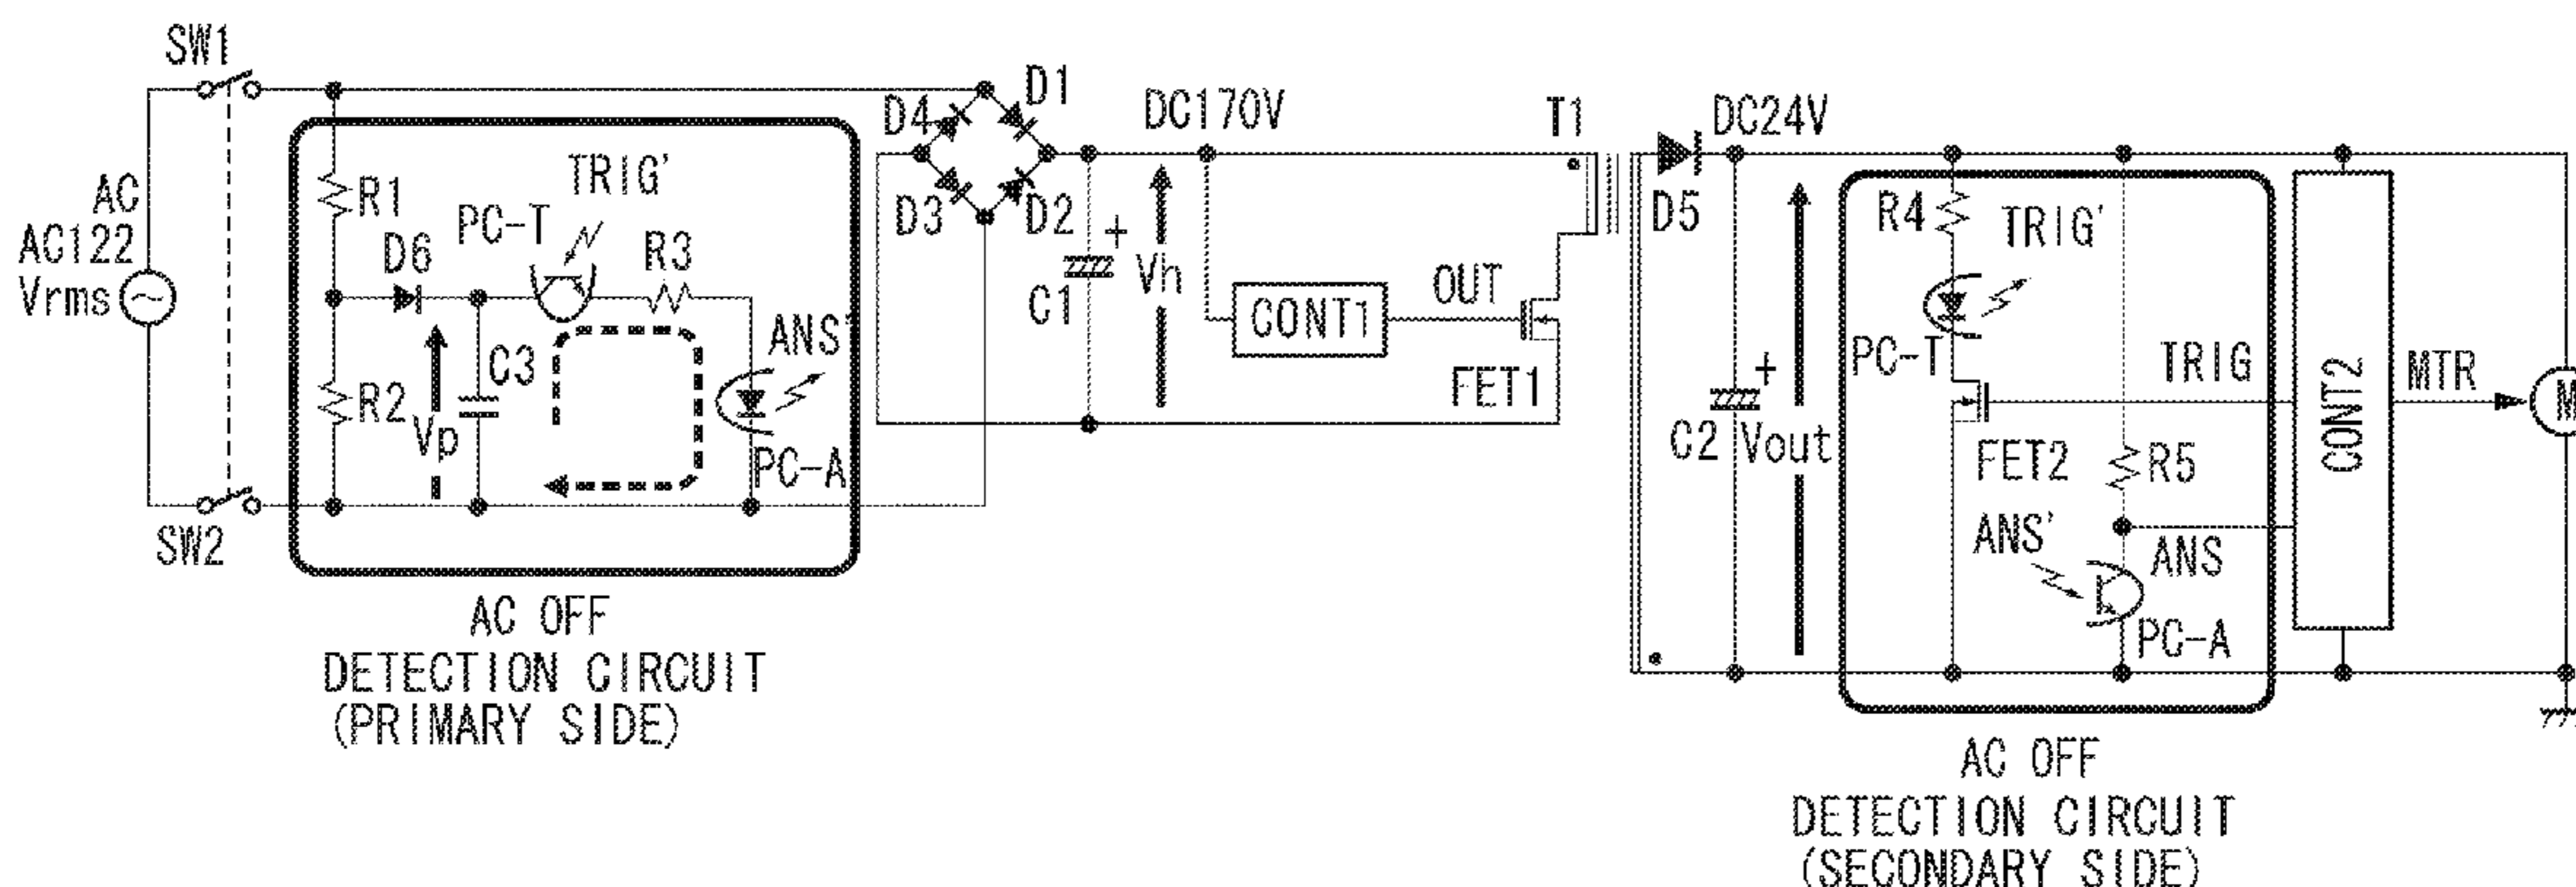 SW1
AC
AC122
Vrms
SW2
R1
R2
D6
Vp
C3
PC-T
TRIG'
R3
ANS'
PC-A
AC OFF
DETECTION CIRCUIT
(PRIMARY SIDE)
D4
D1
D3
D2
C1
+
DC170V
Vh
CONT1
OUT
FET1
T1
D5
DC24V
C2
+
Vout
R4
TRIG'
PC-T
FET2
TRIG
R5
ANS'
ANS
PC-A
CONT2
MTR
M
AC OFF
DETECTION CIRCUIT
(SECONDARY SIDE)